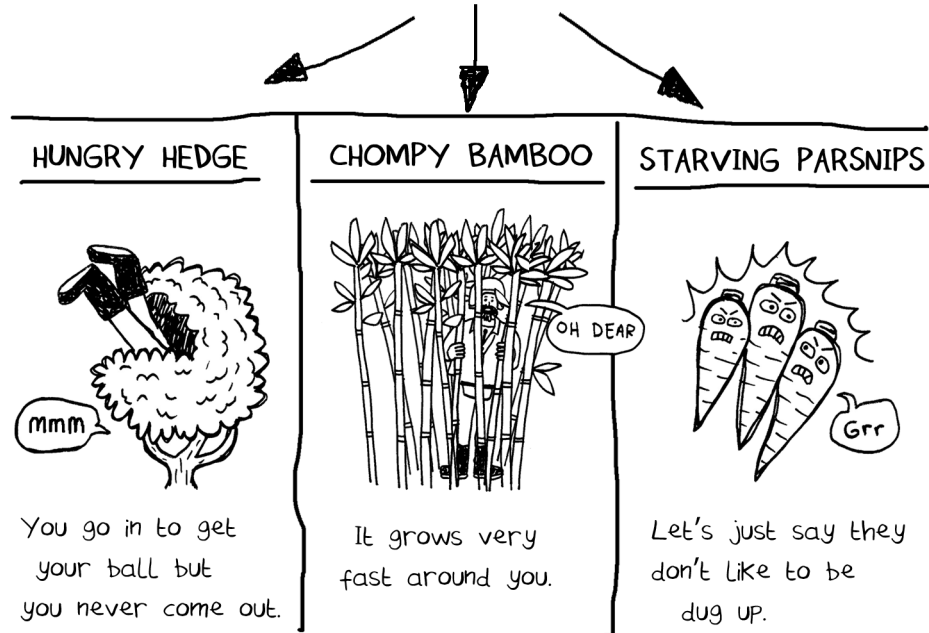 HUNGRY HEDGE
mmm
You go in to get
your ball but
you never come out.
CHOMPY BAMBOO
OH DEAR
It grows very
fast around you.
STARVING PARSNIPS
Grr
Let's just say they
don't like to be
dug up.